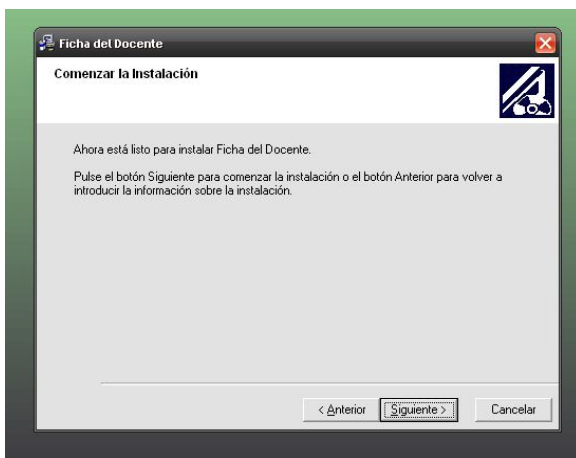 Ficha del Docente
Comenzar la Instalación
Ahora está listo para instalar Ficha del Docente.
Pulse el botón Siguiente para comenzar la instalación o el botón Anterior para volver a
introducir la información sobre la instalación.
< Anterior Siguiente > Cancelar